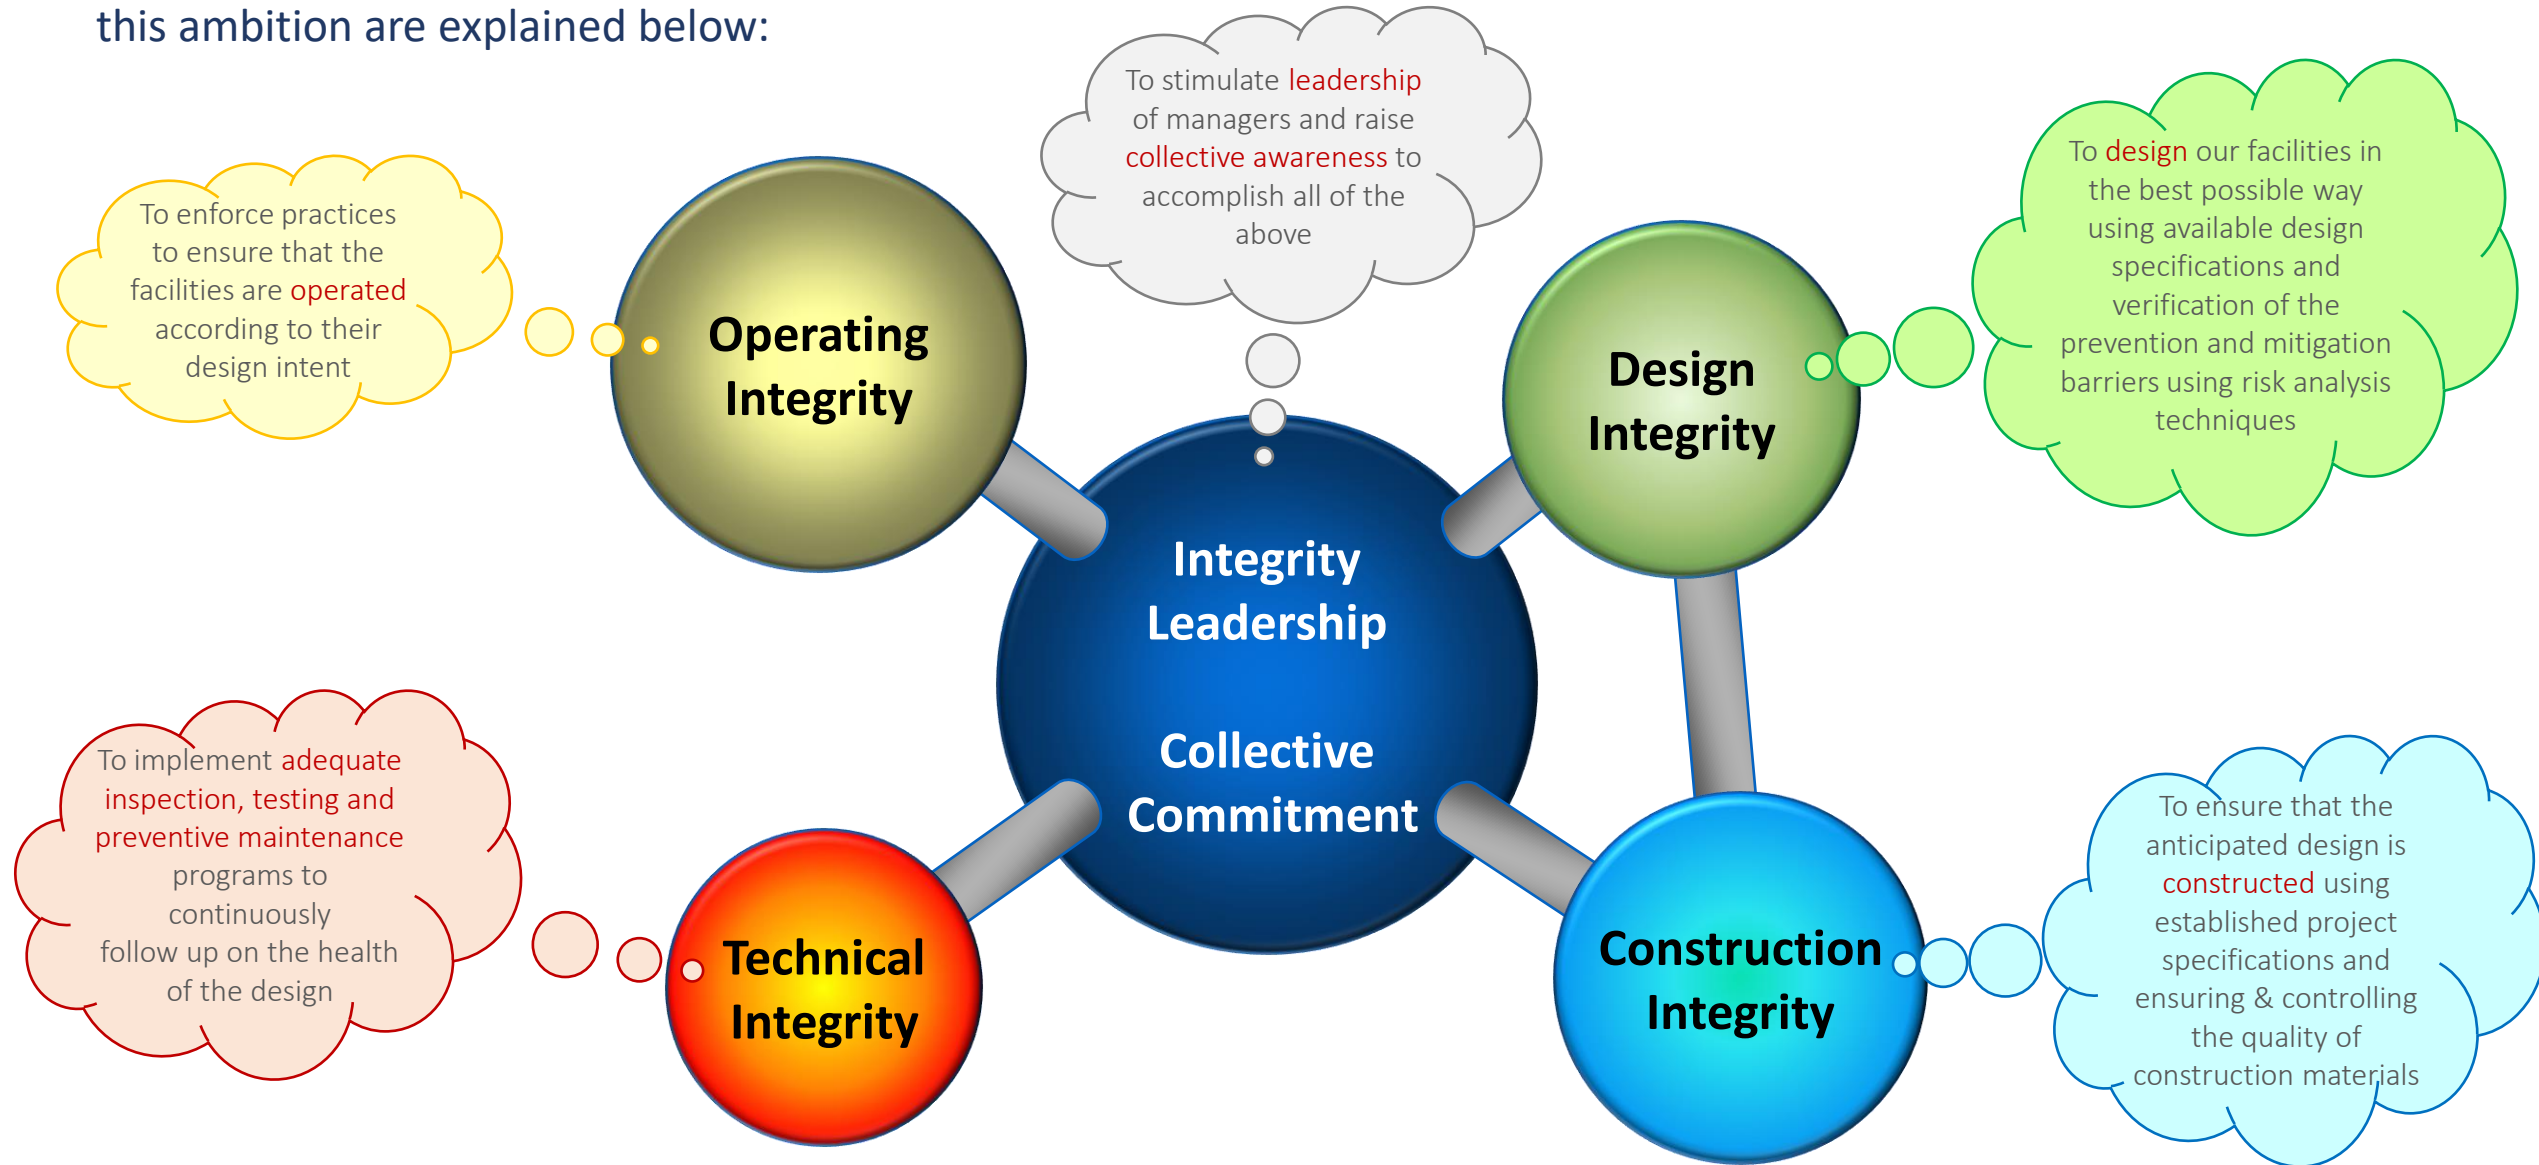 this ambition are explained below:
To stimulate leadership
of managers and raise
collective awareness to
accomplish all of the
above
To enforce practices
to ensure that the
facilities are operated
according to their
design intent
Operating
Integrity
To design our facilities in
the best possible way
using available design
specifications and
verification of the
prevention and mitigation
barriers using risk analysis
techniques
Design
Integrity
Integrity
Leadership
Collective
Commitment
To implement adequate
inspection, testing and
preventive maintenance
programs to
continuously
follow up on the health
of the design
Technical
Integrity
Construction
Integrity
To ensure that the
anticipated design is
constructed using
established project
specifications and
ensuring & controlling
the quality of
construction materials